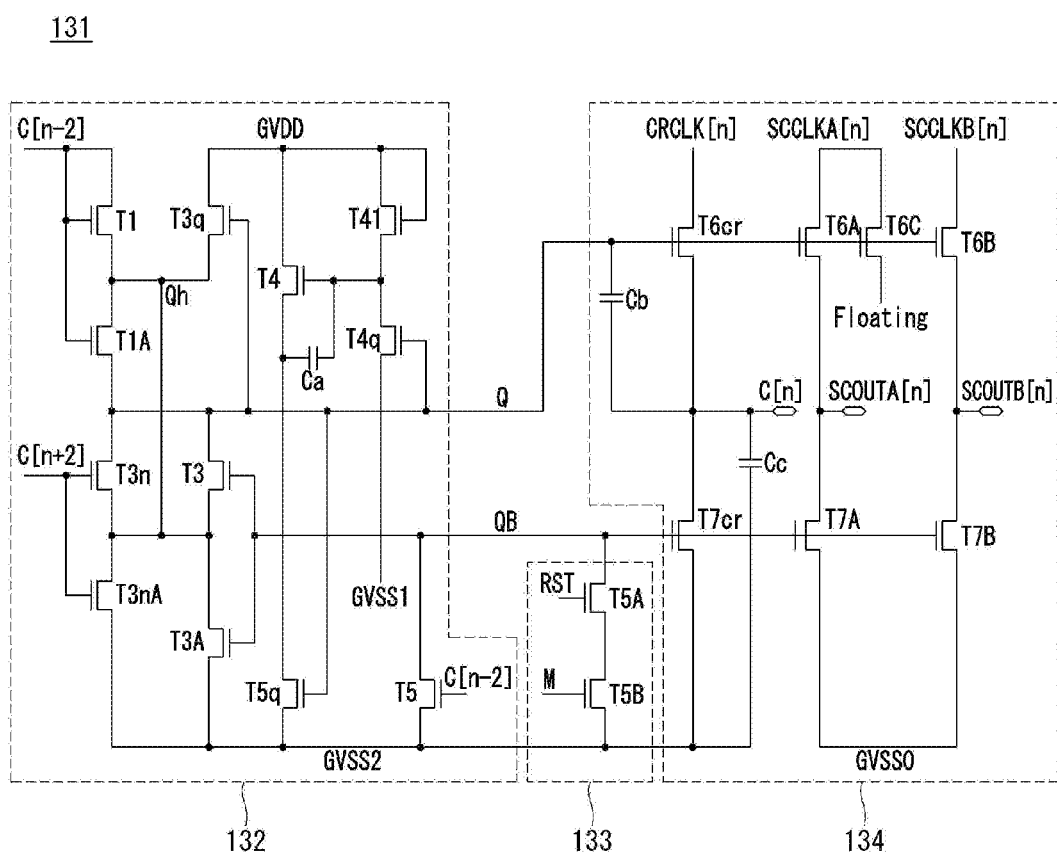 131
C[n-2] GVDD CRCLK[n] SCCLKA[n] SCCLKB[n]
T1 T3q T41 T6cr T6A T6C T6B
T4
Qh Cb
T1A T4q Floating
Ca
Q C[n] SCOUTA[n] SCOUTB[n]
C[n+2] T3n T3 Cc
QB T7cr T7A T7B
T3nA GVSS1 RST T5A
T3A
T5q T5 C[n-2] M T5B
GVSS2 GVSS0
132 133 134